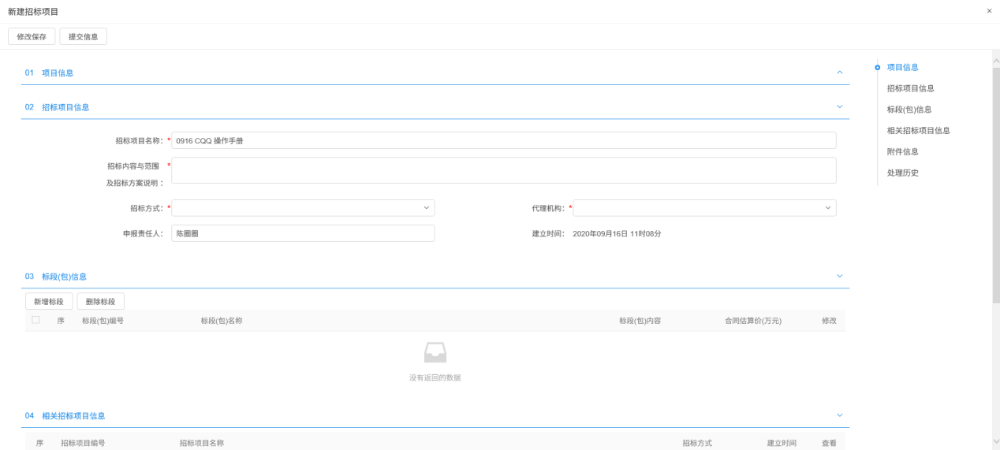 新建招标项目
修改保存 提交信息
01 项目信息
02 招标项目信息
招标项目名称: * 0916 CQQ 操作手册
招标内容与范围 *
及招标方案说明:
招标方式: * 代理机构: *
申报责任人: 陈圈圈 建立时间: 2020年09月16日 11时08分
03 标段(包)信息
新增标段 删除标段
序 标段(包)编号 标段(包)名称 标段(包)内容 合同估算价(万元) 修改
没有返回的数据
04 相关招标项目信息
序 招标项目编号 招标项目名称 招标方式 建立时间 查看
项目信息
招标项目信息
标段(包)信息
相关招标项目信息
附件信息
处理历史